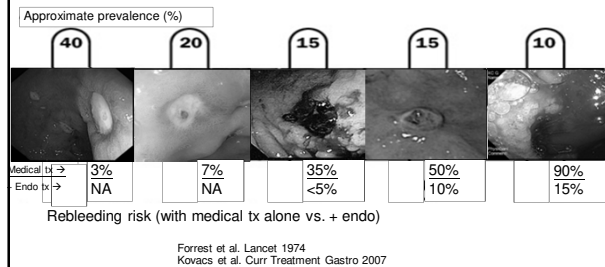 Approximate prevalence (%)
40 20 15 15 10
Medical tx → 3% 7% 35% 50% 90%
- Endo tx → NA NA <5% 10% 15%
Rebleeding risk (with medical tx alone vs. + endo)
Forrest et al. Lancet 1974
Kovacs et al. Curr Treatment Gastro 2007